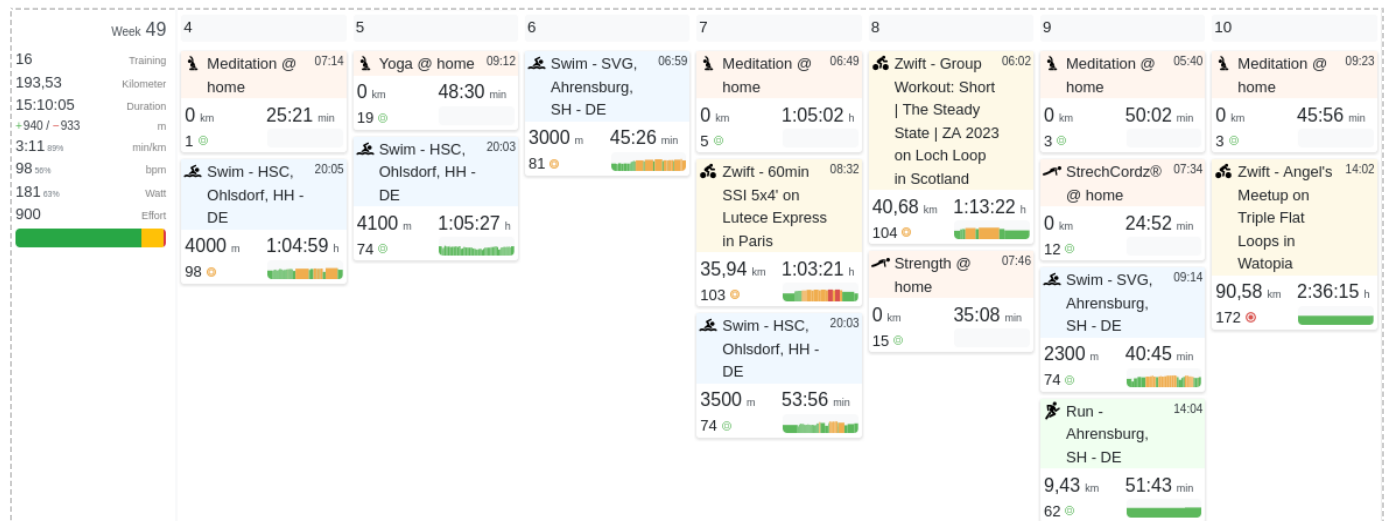 Week 49
16 Training
193,53 Kilometer
15:10:05 Duration
+940 / −933 m
3:11 89% min/km
98 56% bpm
181 63% Watt
900 Effort
4
Meditation @ 07:14
home
0 km 25:21 min
1
Swim - HSC, 20:05
Ohlsdorf, HH -
DE
4000 m 1:04:59 h
98
5
Yoga @ home 09:12
0 km 48:30 min
19
Swim - HSC, 20:03
Ohlsdorf, HH -
DE
4100 m 1:05:27 h
74
6
Swim - SVG, 06:59
Ahrensburg,
SH - DE
3000 m 45:26 min
81
7
Meditation @ 06:49
home
0 km 1:05:02 h
5
Zwift - 60min 08:32
SSI 5x4' on
Lutece Express
in Paris
35,94 km 1:03:21 h
103
Swim - HSC, 20:03
Ohlsdorf, HH -
DE
3500 m 53:56 min
74
8
Zwift - Group 06:02
Workout: Short
| The Steady
State | ZA 2023
on Loch Loop
in Scotland
40,68 km 1:13:22 h
104
Strength @ 07:46
home
0 km 35:08 min
15
9
Meditation @ 05:40
home
0 km 50:02 min
3
StrechCordz® 07:34
@ home
0 km 24:52 min
12
Swim - SVG, 09:14
Ahrensburg,
SH - DE
2300 m 40:45 min
74
Run - 14:04
Ahrensburg,
SH - DE
9,43 km 51:43 min
62
10
Meditation @ 09:23
home
0 km 45:56 min
3
Zwift - Angel's 14:02
Meetup on
Triple Flat
Loops in
Watopia
90,58 km 2:36:15 h
172